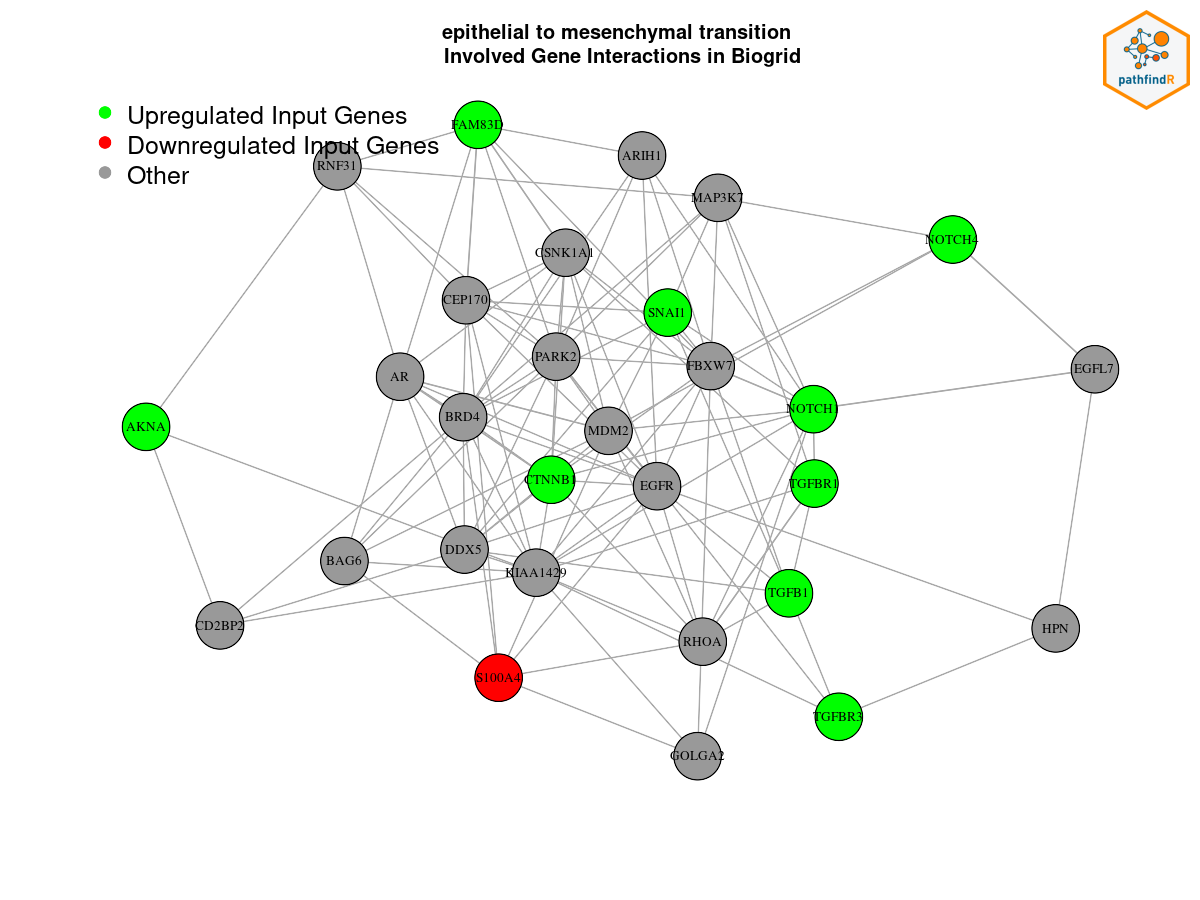 epithelial to mesenchymal transition
Involved Gene Interactions in Biogrid
pathfindR
Upregulated Input Genes
Downregulated Input Genes
Other
FAM83D
RNF31
ARIH1
MAP3K7
NOTCH4
CSNK1A1
CEP170
SNAI1
PARK2
FBXW7
EGFL7
AR
BRD4
NOTCH1
AKNA
MDM2
CTNNB1
EGFR
TGFBR1
DDX5
BAG6
KIAA1429
TGFB1
CD2BP2
HPN
RHOA
S100A4
TGFBR3
GOLGA2